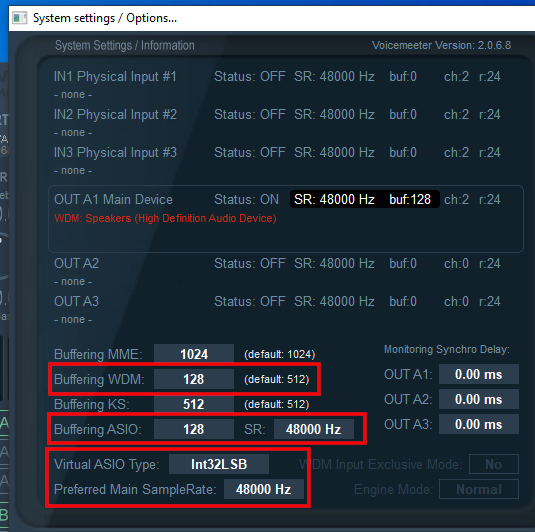 System settings / Options...
System Settings / Information Voicemeeter Version: 2.0.6.8
IN1 Physical Input #1 Status: OFF SR: 48000 Hz buf:0 ch:2 r:24
- none -
IN2 Physical Input #2 Status: OFF SR: 48000 Hz buf:0 ch:2 r:24
- none -
IN3 Physical Input #3 Status: OFF SR: 48000 Hz buf:0 ch:2 r:24
- none -
OUT A1 Main Device Status: ON SR: 48000 Hz buf:128 ch:2 r:24
WDM: Speakers (High Definition Audio Device)
OUT A2 Status: OFF SR: 48000 Hz buf:0 ch:0 r:24
- none -
OUT A3 Status: OFF SR: 48000 Hz buf:0 ch:0 r:24
- none -
Buffering MME: 1024 (default: 1024)
Buffering WDM: 128 (default: 512)
Buffering KS: 512 (default: 512)
Buffering ASIO: 128 SR: 48000 Hz
Monitoring Synchro Delay:
OUT A1: 0.00 ms
OUT A2: 0.00 ms
OUT A3: 0.00 ms
Virtual ASIO Type: Int32LSB WDM Input Exclusive Mode: No
Preferred Main SampleRate: 48000 Hz Engine Mode: Normal